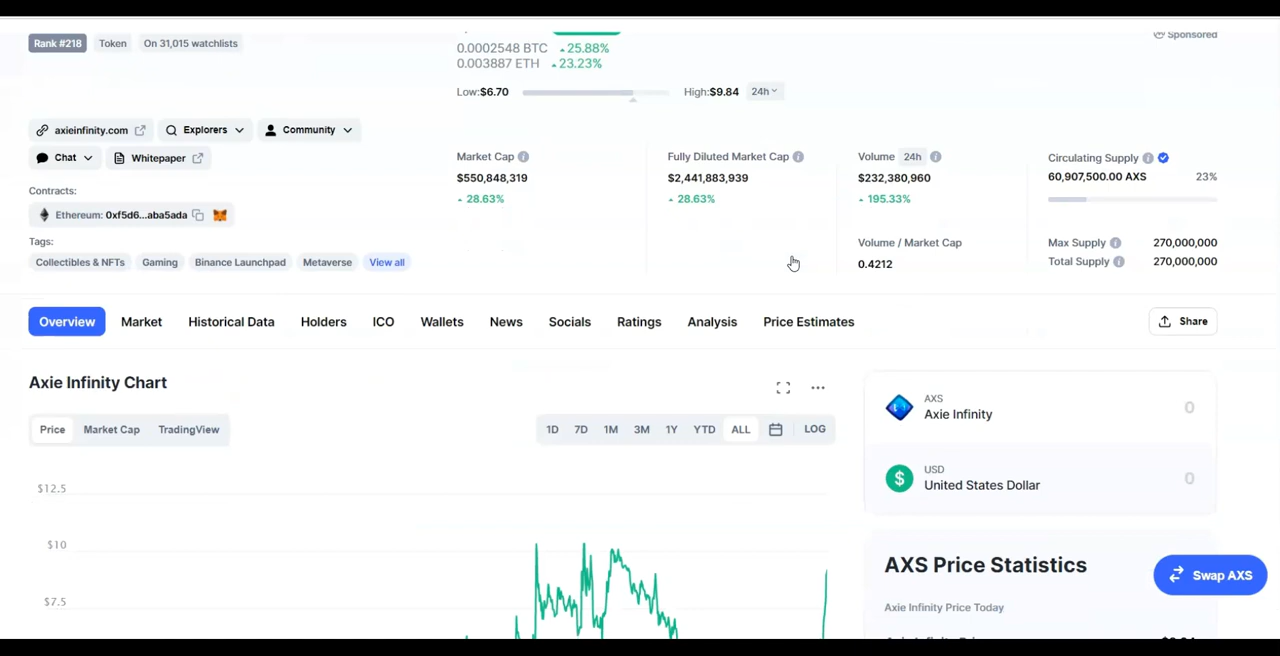 Rank #218 Token On 31,015 watchlists
0.0002548 BTC 25.88%
0.003887 ETH 23.23%
Sponsored
Low:$6.70 High:$9.84 24h
axieinfinity.com Explorers Community
Chat Whitepaper
Contracts:
Ethereum: 0xf5d6...aba5ada
Tags:
Collectibles & NFTs Gaming Binance Launchpad Metaverse View all
Market Cap
$550,848,319
28.63%
Fully Diluted Market Cap
$2,441,883,939
28.63%
Volume 24h
$232,380,960
195.33%
Volume / Market Cap
0.4212
Circulating Supply
60,907,500.00 AXS 23%
Max Supply 270,000,000
Total Supply 270,000,000
Overview Market Historical Data Holders ICO Wallets News Socials Ratings Analysis Price Estimates Share
Axie Infinity Chart
Price Market Cap TradingView
1D 7D 1M 3M 1Y YTD ALL LOG
$12.5
$10
$7.5
AXS
Axie Infinity
0
USD
United States Dollar
0
AXS Price Statistics
Axie Infinity Price Today
Swap AXS